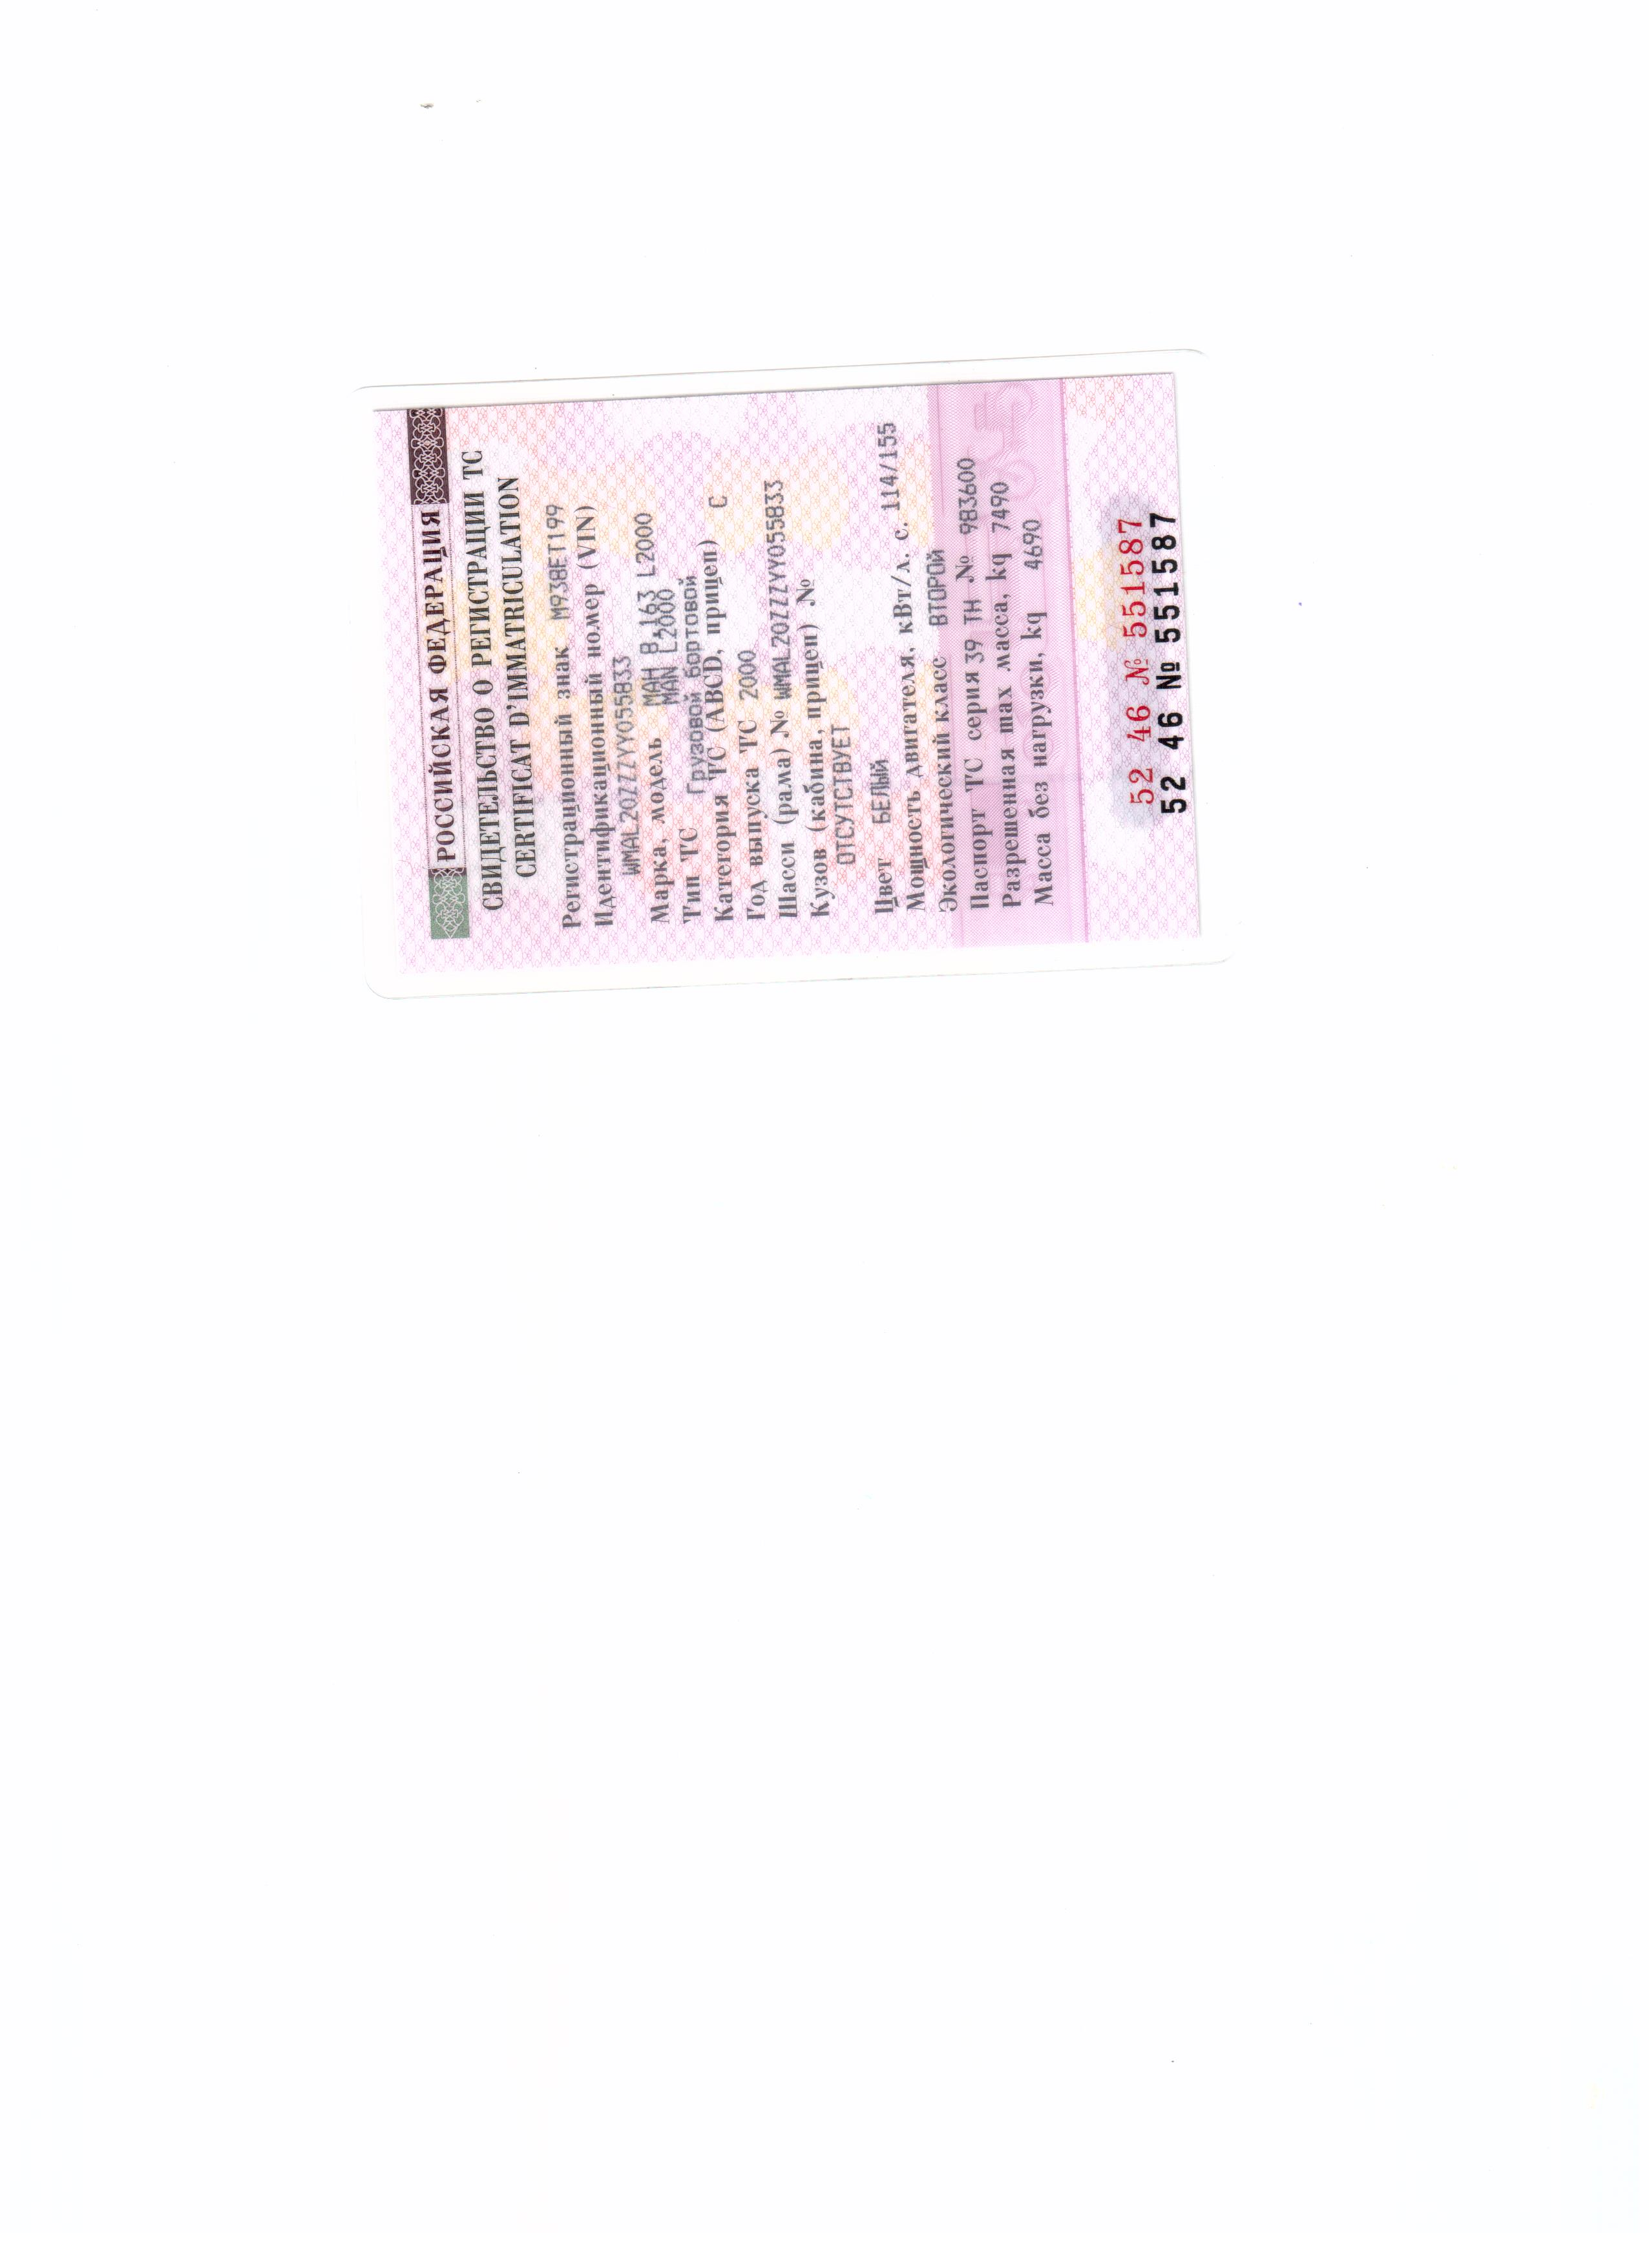 РОССИЙСКАЯ ФЕДЕРАЦИЯ
СВИДЕТЕЛЬСТВО О РЕГИСТРАЦИИ ТС
CERTIFICAT D'IMMATRICULATION
Регистрационный знак М938ЕТ199
Идентификационный номер (VIN)
WMAL20ZZZYY055833
Марка, модель МАН 8.163 L2000
MAN L2000
Тип ТС Грузовой бортовой
Категория ТС (ABCD, прицеп) С
Год выпуска ТС 2000
Шасси (рама) № WMAL20ZZZYY055833
Кузов (кабина, прицеп) №
ОТСУТСТВУЕТ
Цвет БЕЛЫЙ
Мощность двигателя, кВт/л. с. 114/155
Экологический класс ВТОРОЙ
Паспорт ТС серия 39 ТН № 983600
Разрешенная max масса, kg 7490
Масса без нагрузки, kg 4690
52 46 № 551587
52 46 № 551587